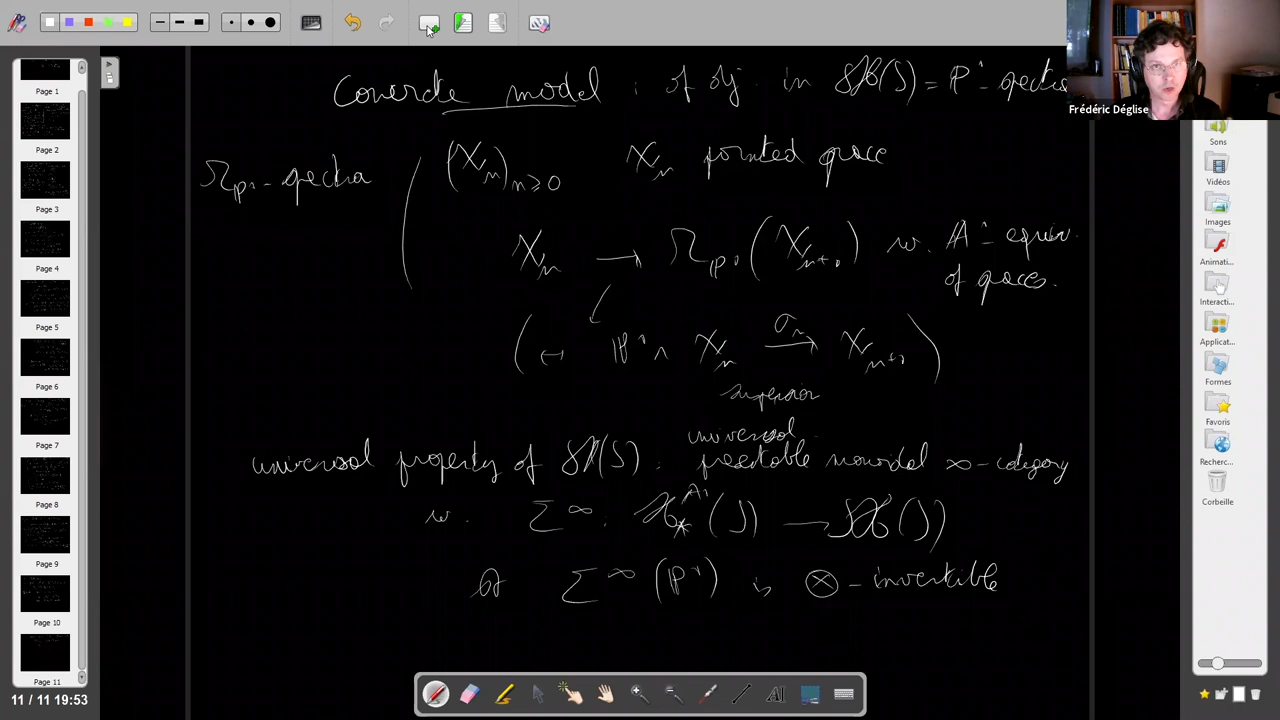 Concrete model : of obj. in SH(S) = P¹-spectra
Frédéric Déglise
Ω_P¹-spectra (X_n)_n≥0 X_n pointed space
X_n → Ω_P¹(X_n+1) w. A¹-equiv. of spaces.
(↔ P¹ ∧ X_n →σ_n X_n+1)
suspension
universal
universal property of SH(S) : presentable monoidal ∞-category
w. Σ^∞ : H_*^A¹(S) → SH(S)
st Σ^∞(P¹) is ⊗-invertible
Page 1
Page 2
Page 3
Page 4
Page 5
Page 6
Page 7
Page 8
Page 9
Page 10
Page 11
11 / 11 19:53
Sons
Vidéos
Images
Animati...
Interacti...
Applicat...
Formes
Favoris
Recherc...
Corbeille
AI